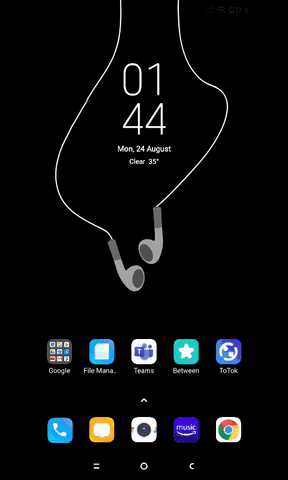 01
44
Mon, 24 August
Clear 35°
Google
File Mana..
Teams
Between
ToTok
music